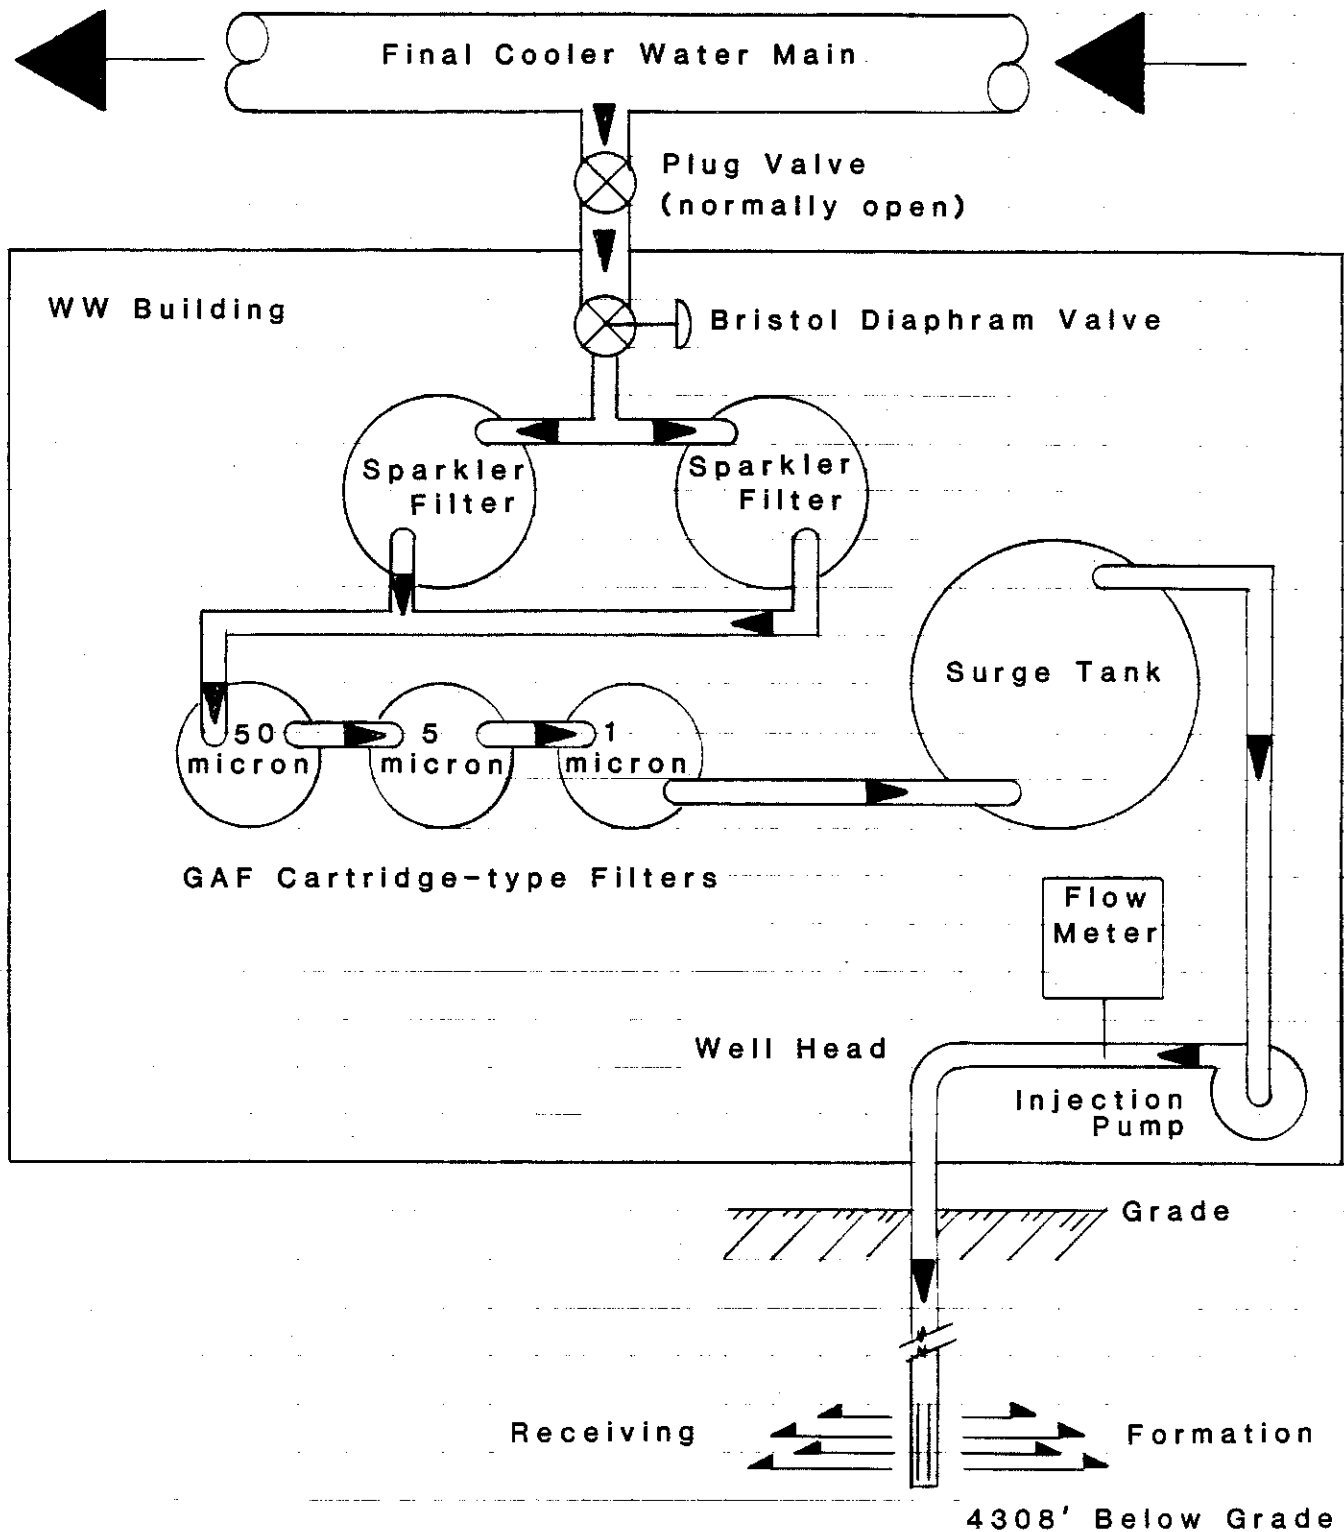 Final Cooler Water Main
Plug Valve
(normally open)
WW Building
Bristol Diaphram Valve
Sparkler
Filter
Sparkler
Filter
Surge Tank
50
micron
5
micron
1
micron
GAF Cartridge-type Filters
Flow
Meter
Well Head
Injection
Pump
Grade
Receiving
Formation
4308' Below Grade